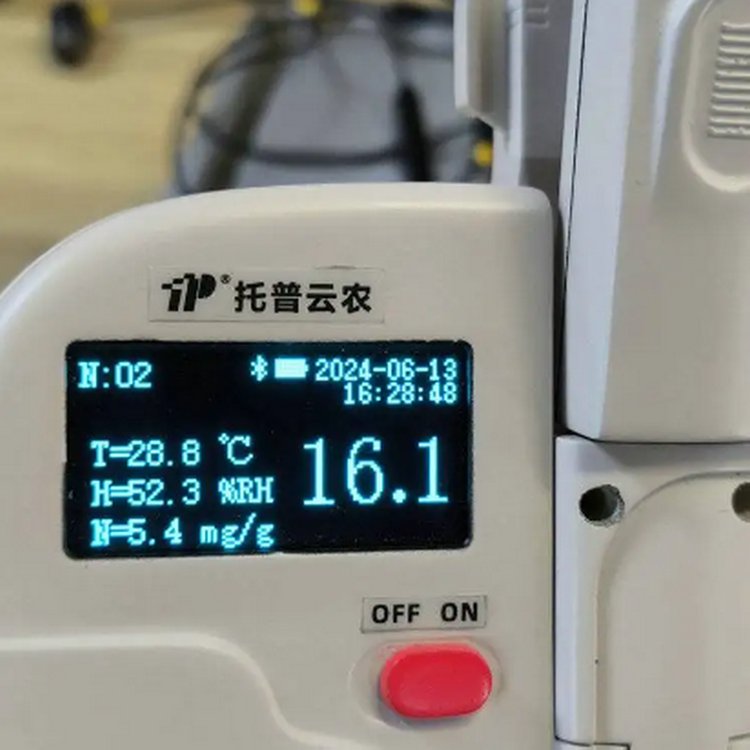 TP®托普云农
N:02
2024-06-13
16:28:48
T=28.8 ℃
H=52.3 %RH
N=5.4 mg/g
16.1
OFF ON